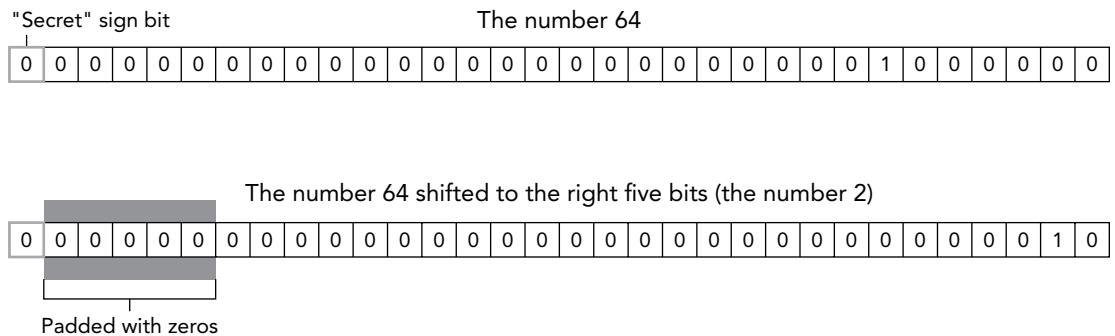 "Secret" sign bit
The number 64
0 0 0 0 0 0 0 0 0 0 0 0 0 0 0 0 0 0 0 0 0 0 0 0 0 1 0 0 0 0 0 0
The number 64 shifted to the right five bits (the number 2)
0 0 0 0 0 0 0 0 0 0 0 0 0 0 0 0 0 0 0 0 0 0 0 0 0 0 0 0 0 0 1 0
Padded with zeros